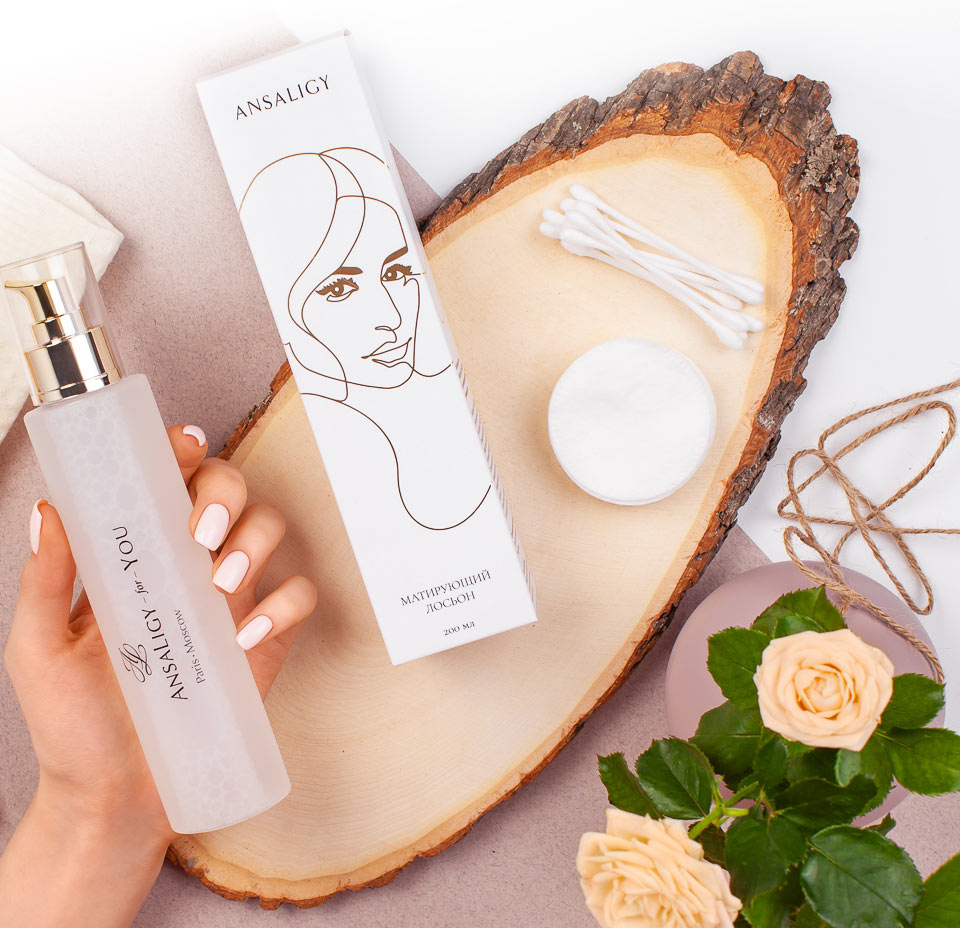 ANSALIGY
МАТИРУЮЩИЙ
ЛОСЬОН
200 мл
ANSALIGY – for – YOU
Paris • Moscow